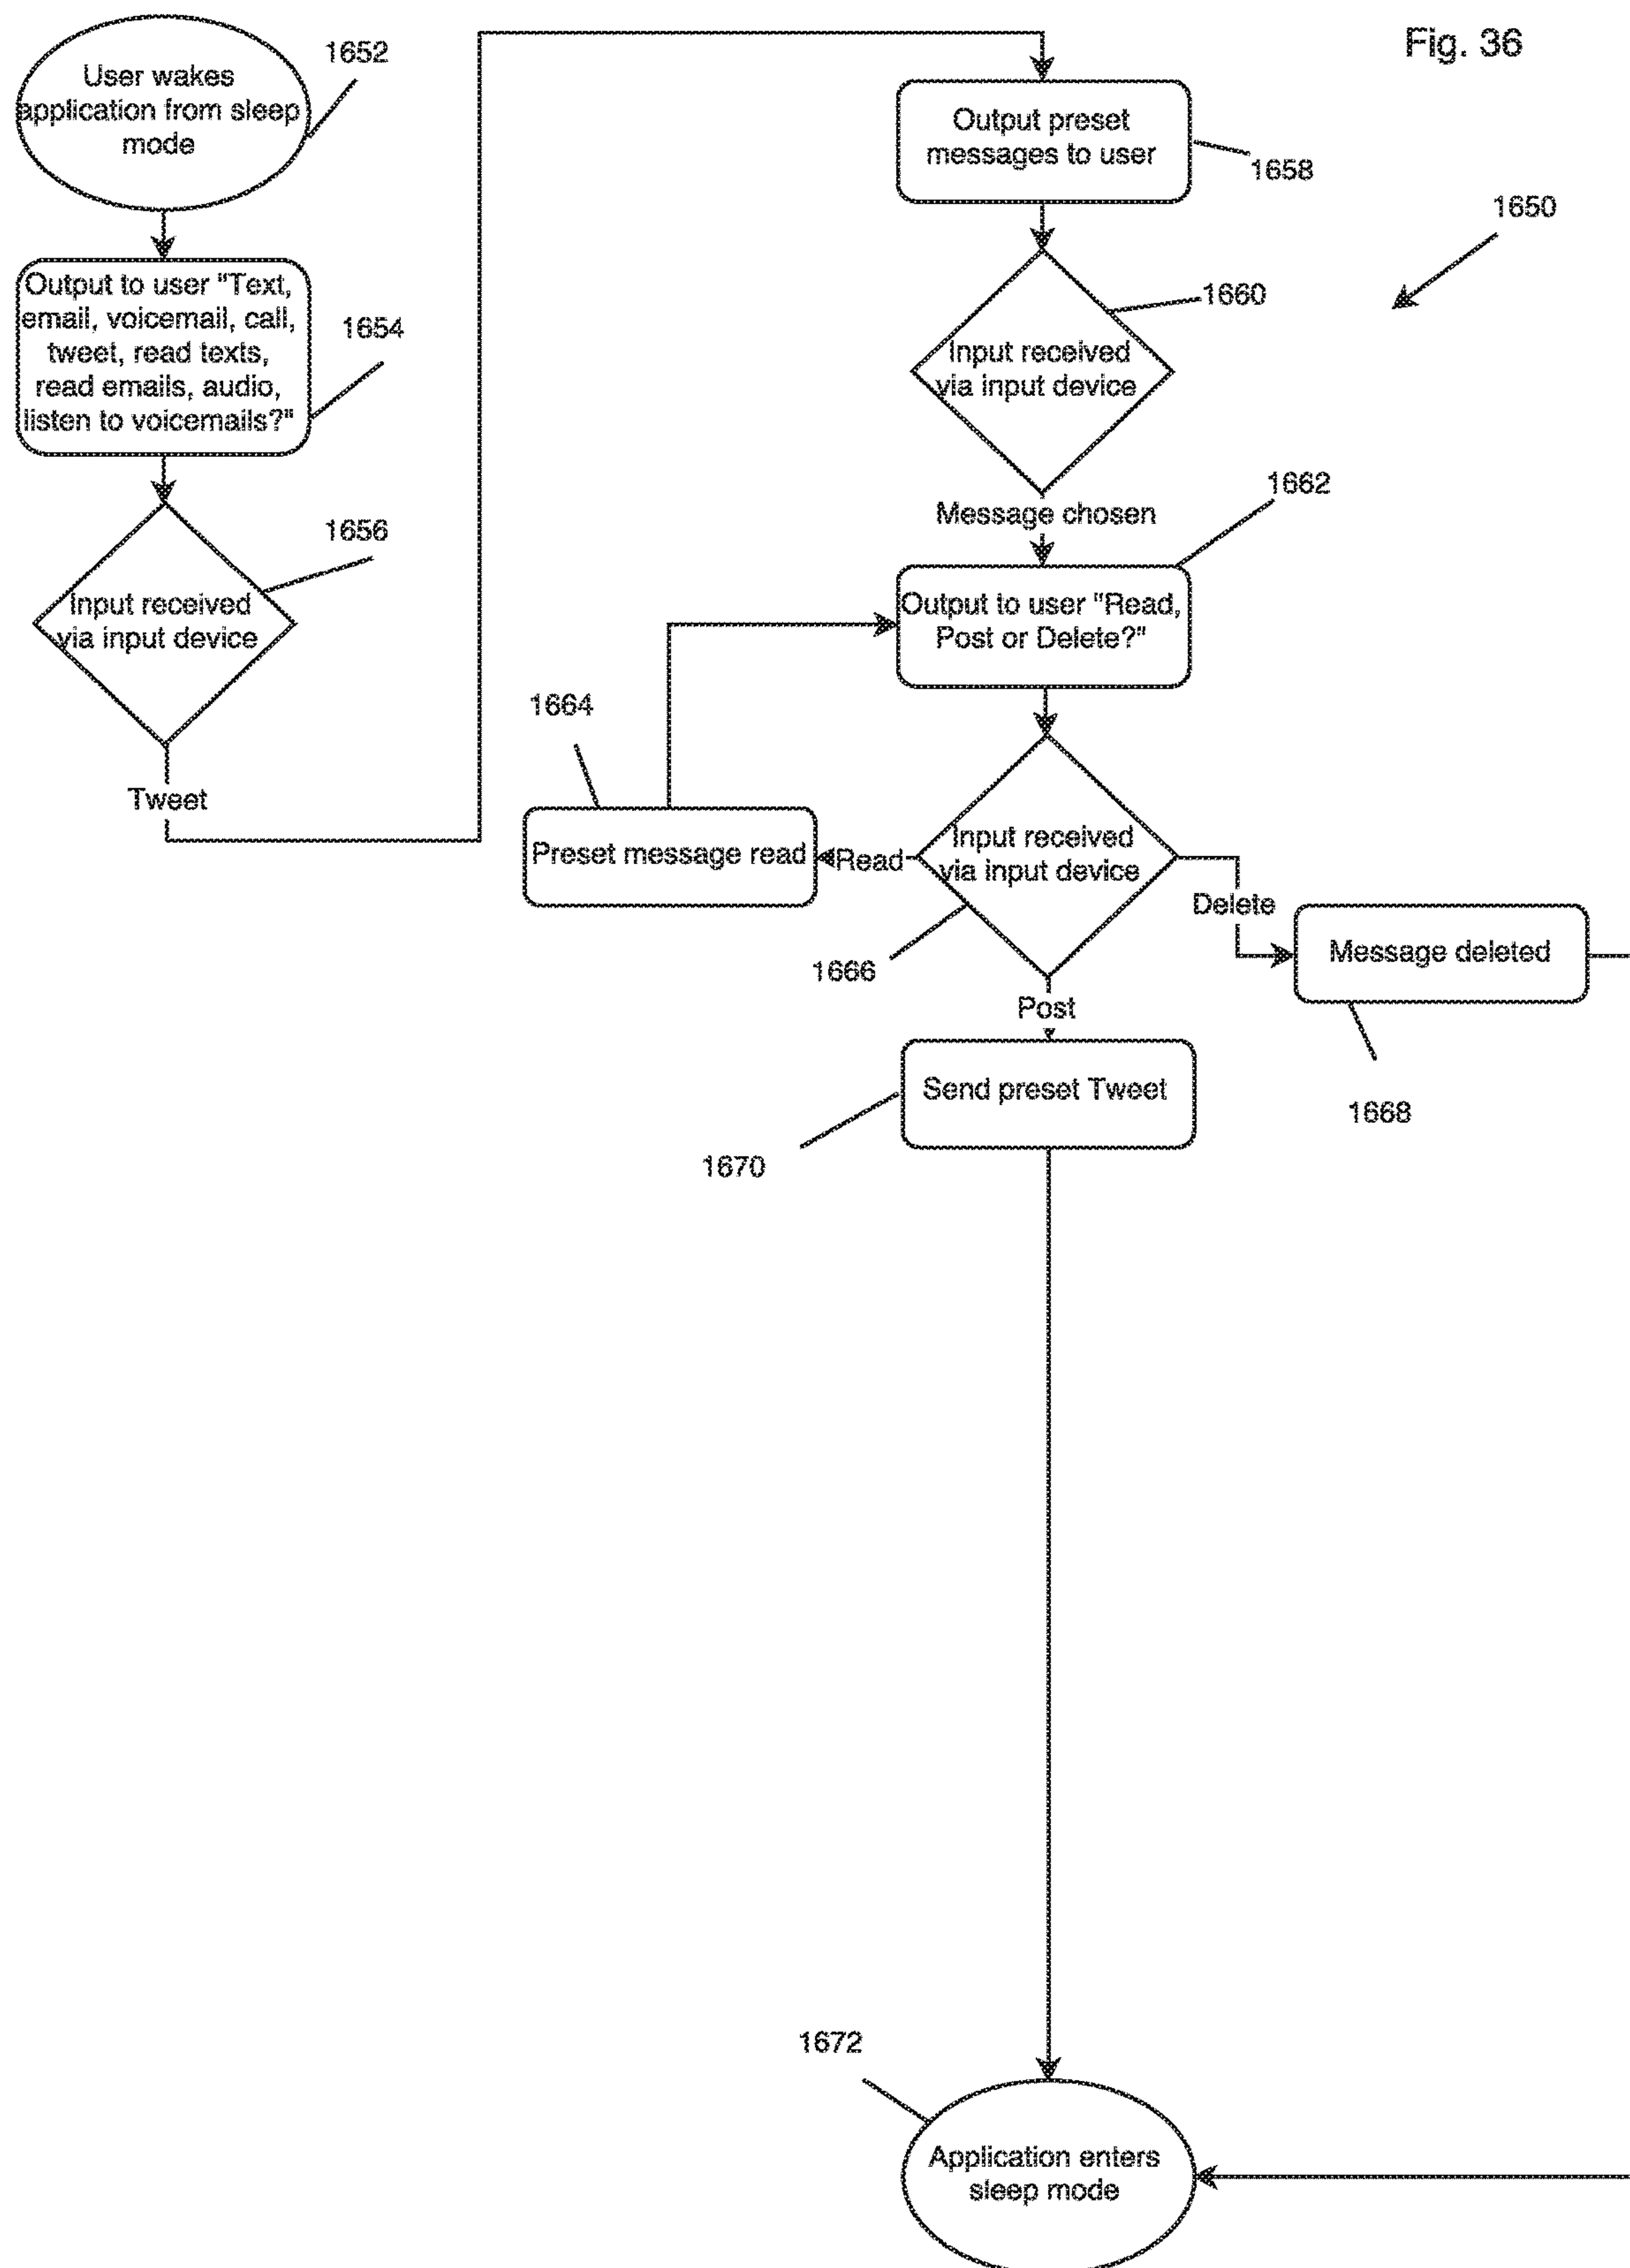 Fig. 36
1652
User wakes
application from sleep
mode
1654
Output to user "Text,
email, voicemail, call,
tweet, read texts,
read emails, audio,
listen to voicemails?"
1656
Input received
via input device
Tweet
Output preset
messages to user
1658
1650
1660
Input received
via input device
Message chosen
1662
Output to user "Read,
Post or Delete?"
1664
Preset message read
Read
Input received
via input device
1666
Delete
Message deleted
1668
Post
Send preset Tweet
1670
1672
Application enters
sleep mode